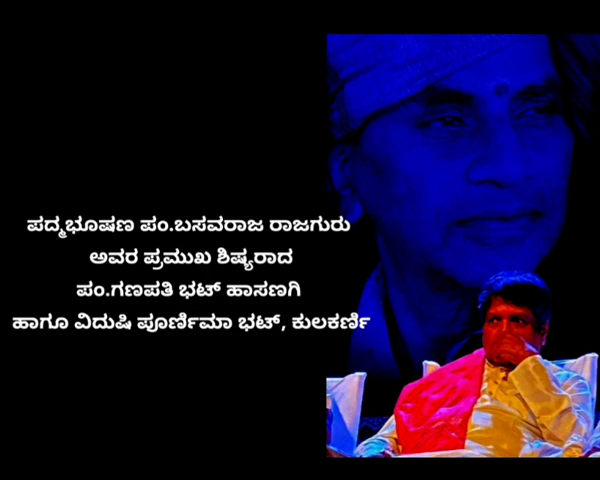 ಪದ್ಮಭೂಷಣ ಪಂ.ಬಸವರಾಜ ರಾಜಗುರು
ಅವರ ಪ್ರಮುಖ ಶಿಷ್ಯರಾದ
ಪಂ.ಗಣಪತಿ ಭಟ್ ಹಾಸಣಗಿ
ಹಾಗೂ ವಿದುಷಿ ಪೂರ್ಣಿಮಾ ಭಟ್, ಕುಲಕರ್ಣಿ